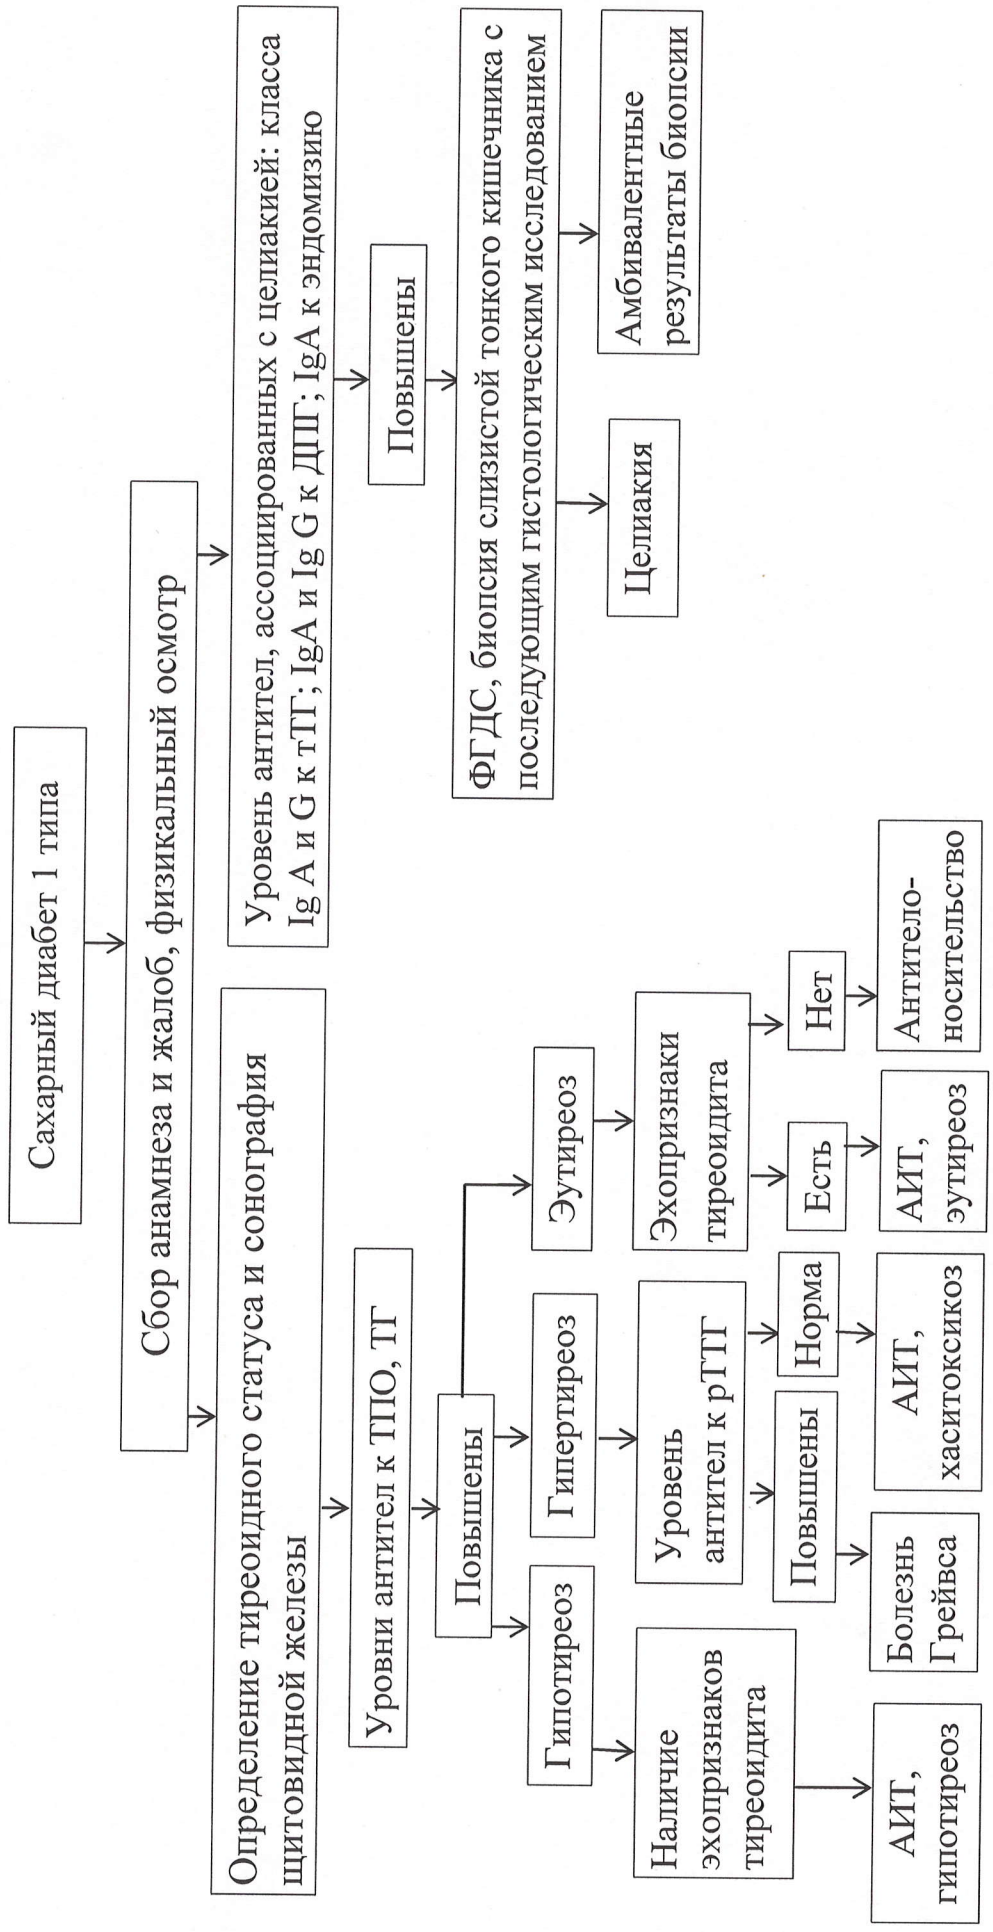 Сахарный диабет 1 типа
Сбор анамнеза и жалоб, физикальный осмотр
Определение тиреоидного статуса и сонография
щитовидной железы
Уровень антител, ассоциированных с целиакией: класса
Ig A и G к тТГ; IgA и Ig G к ДПГ; IgA к эндомизию
Уровни антител к ТПО, ТГ
Повышены
Повышены
ФГДС, биопсия слизистой тонкого кишечника с
последующим гистологическим исследованием
Гипотиреоз
Гипертиреоз
Эутиреоз
Целиакия
Амбивалентные
результаты биопсии
Наличие
эхопризнаков
тиреоидита
Уровень
антител к рТТГ
Эхопризнаки
тиреоидита
Повышены
Норма
Есть
Нет
АИТ,
гипотиреоз
Болезнь
Грейвса
АИТ,
хаситоксикоз
АИТ,
эутиреоз
Антитело-
носительство